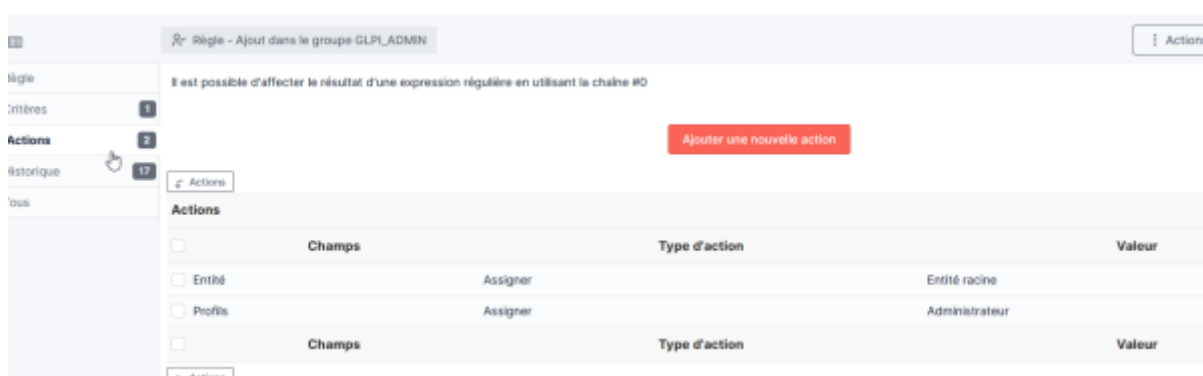 Règle - Ajout dans le groupe GLPI_ADMIN
Actions
Règle
Il est possible d'affecter le résultat d'une expression régulière en utilisant la chaîne #0
Critères 1
Actions 2
Ajouter une nouvelle action
Historique 17
Actions
Tous
Actions
Champs Type d'action Valeur
Entité Assigner Entité racine
Profils Assigner Administrateur
Champs Type d'action Valeur
Actions